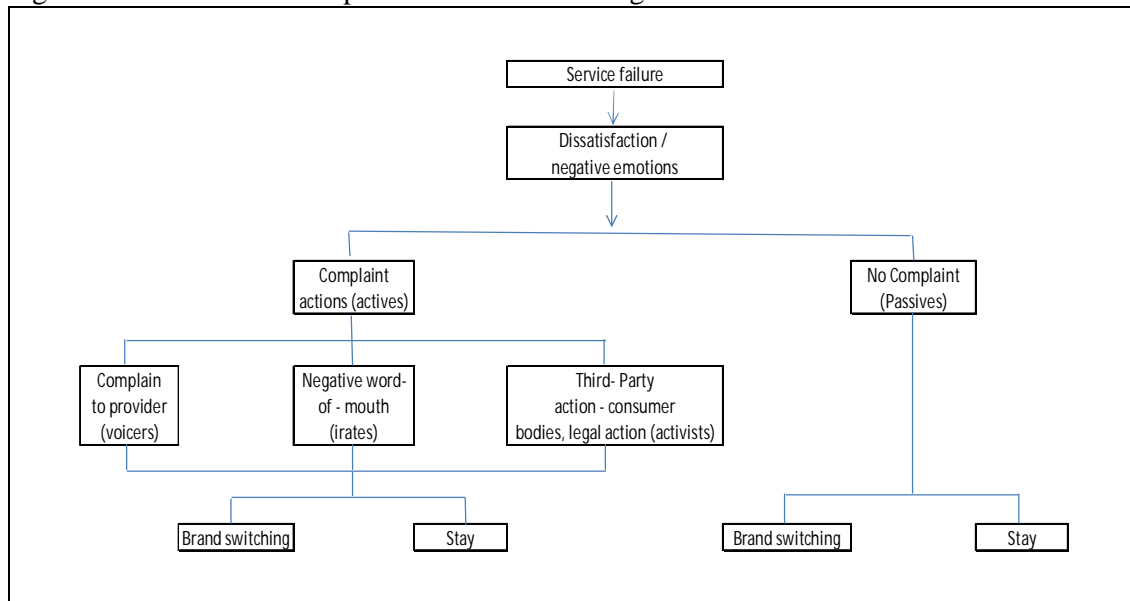 Service failure
Dissatisfaction /
negative emotions
Complaint
actions (actives)
No Complaint
(Passives)
Complain
to provider
(voicers)
Negative word-
of - mouth
(irates)
Third- Party
action - consumer
bodies, legal action (activists)
Brand switching
Stay
Brand switching
Stay